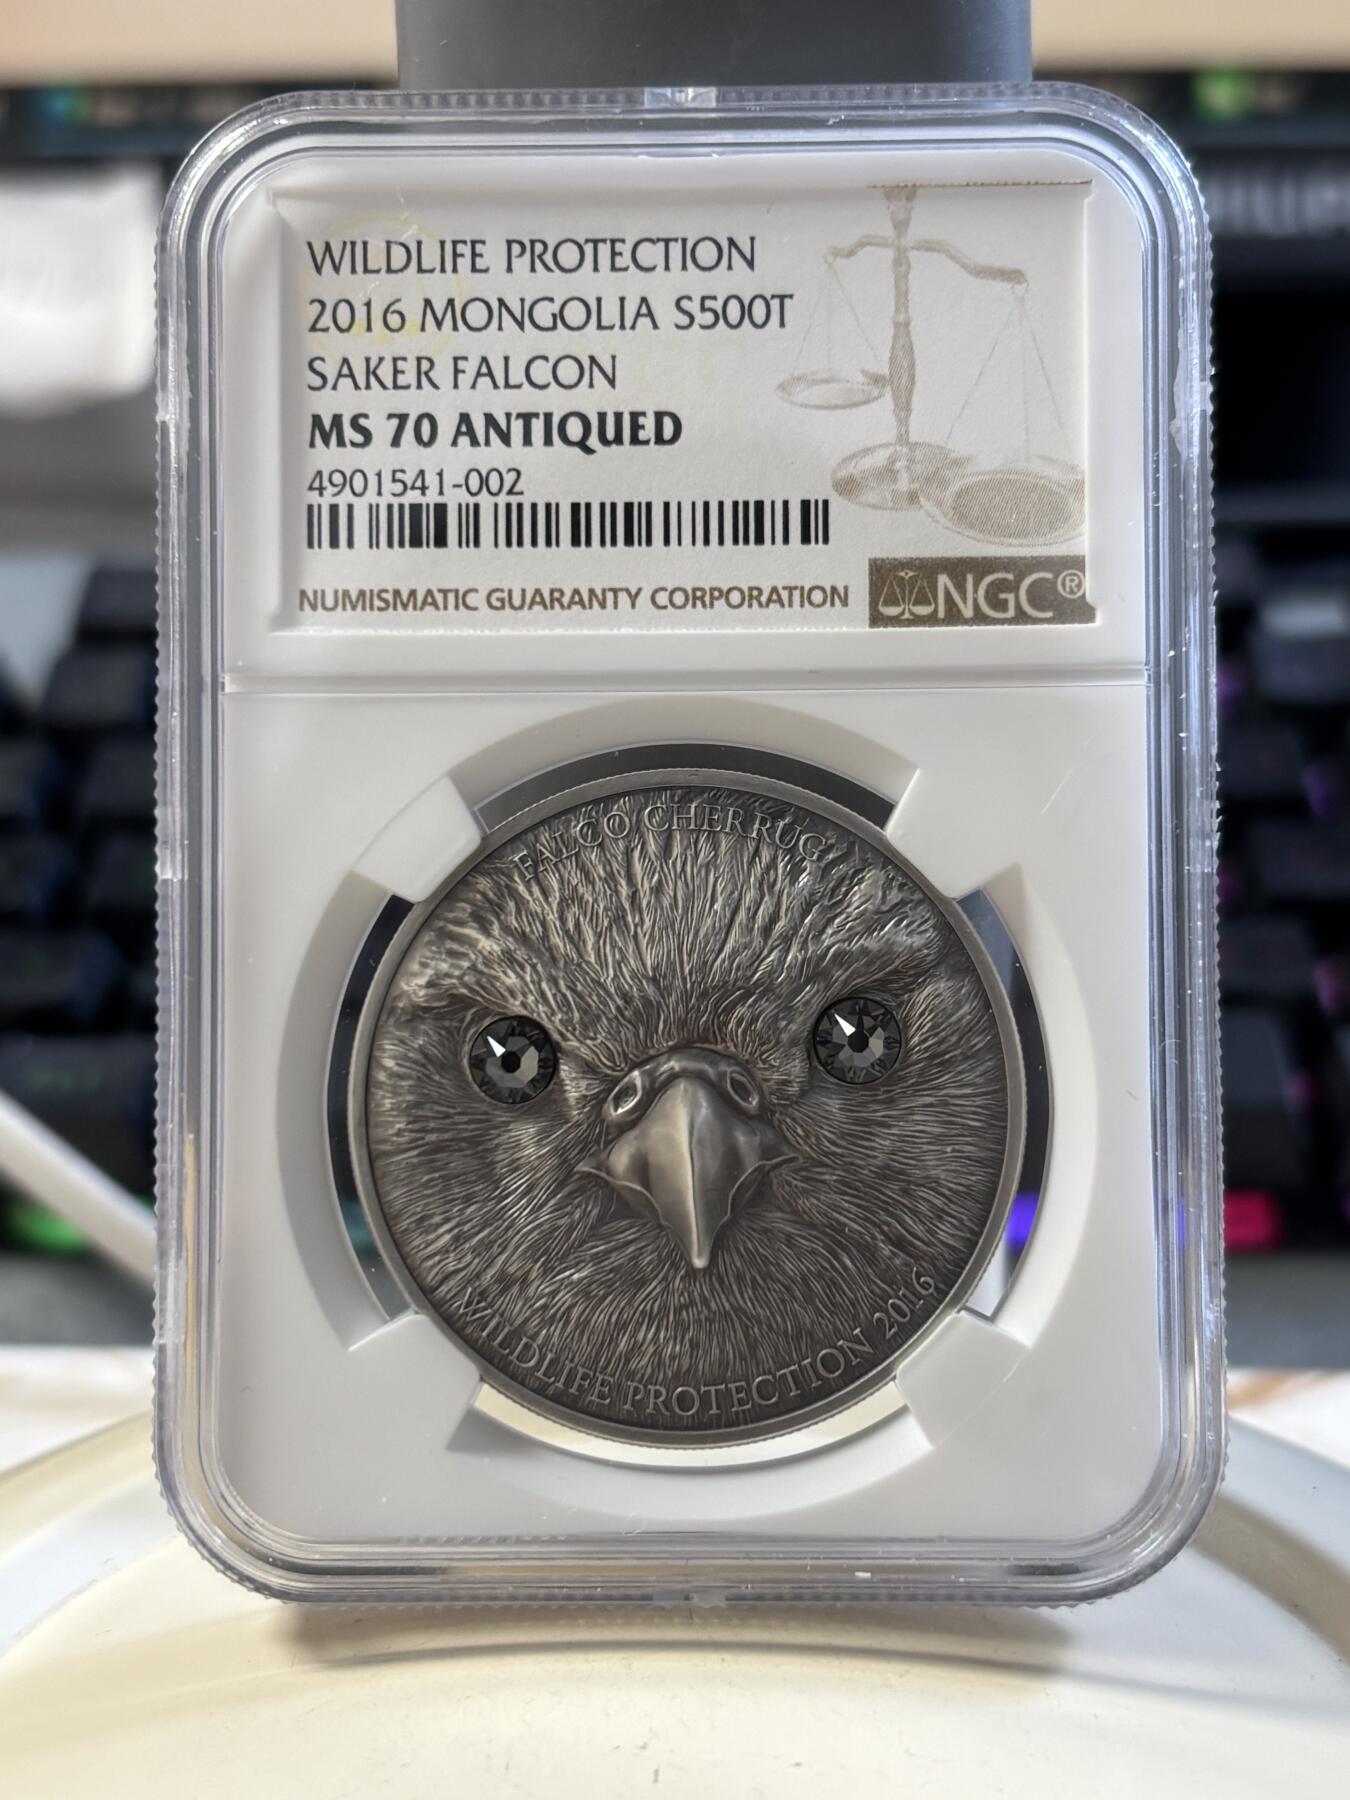 WILDLIFE PROTECTION
2016 MONGOLIA S500T
SAKER FALCON
MS 70 ANTIQUED
4901541-002
NUMISMATIC GUARANTY CORPORATION
NGC®
FALCO CHERRUG
WILDLIFE PROTECTION 2016